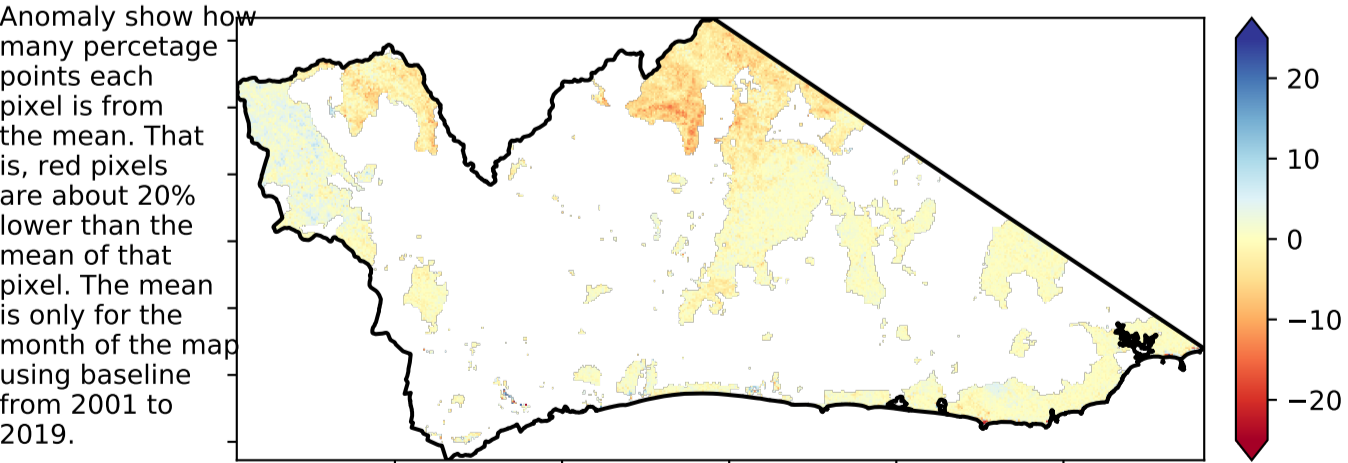 Anomaly show how
many percetage
points each
pixel is from
the mean. That
is, red pixels
are about 20%
lower than the
mean of that
pixel. The mean
is only for the
month of the map
using baseline
from 2001 to
2019.
20
10
0
−10
−20